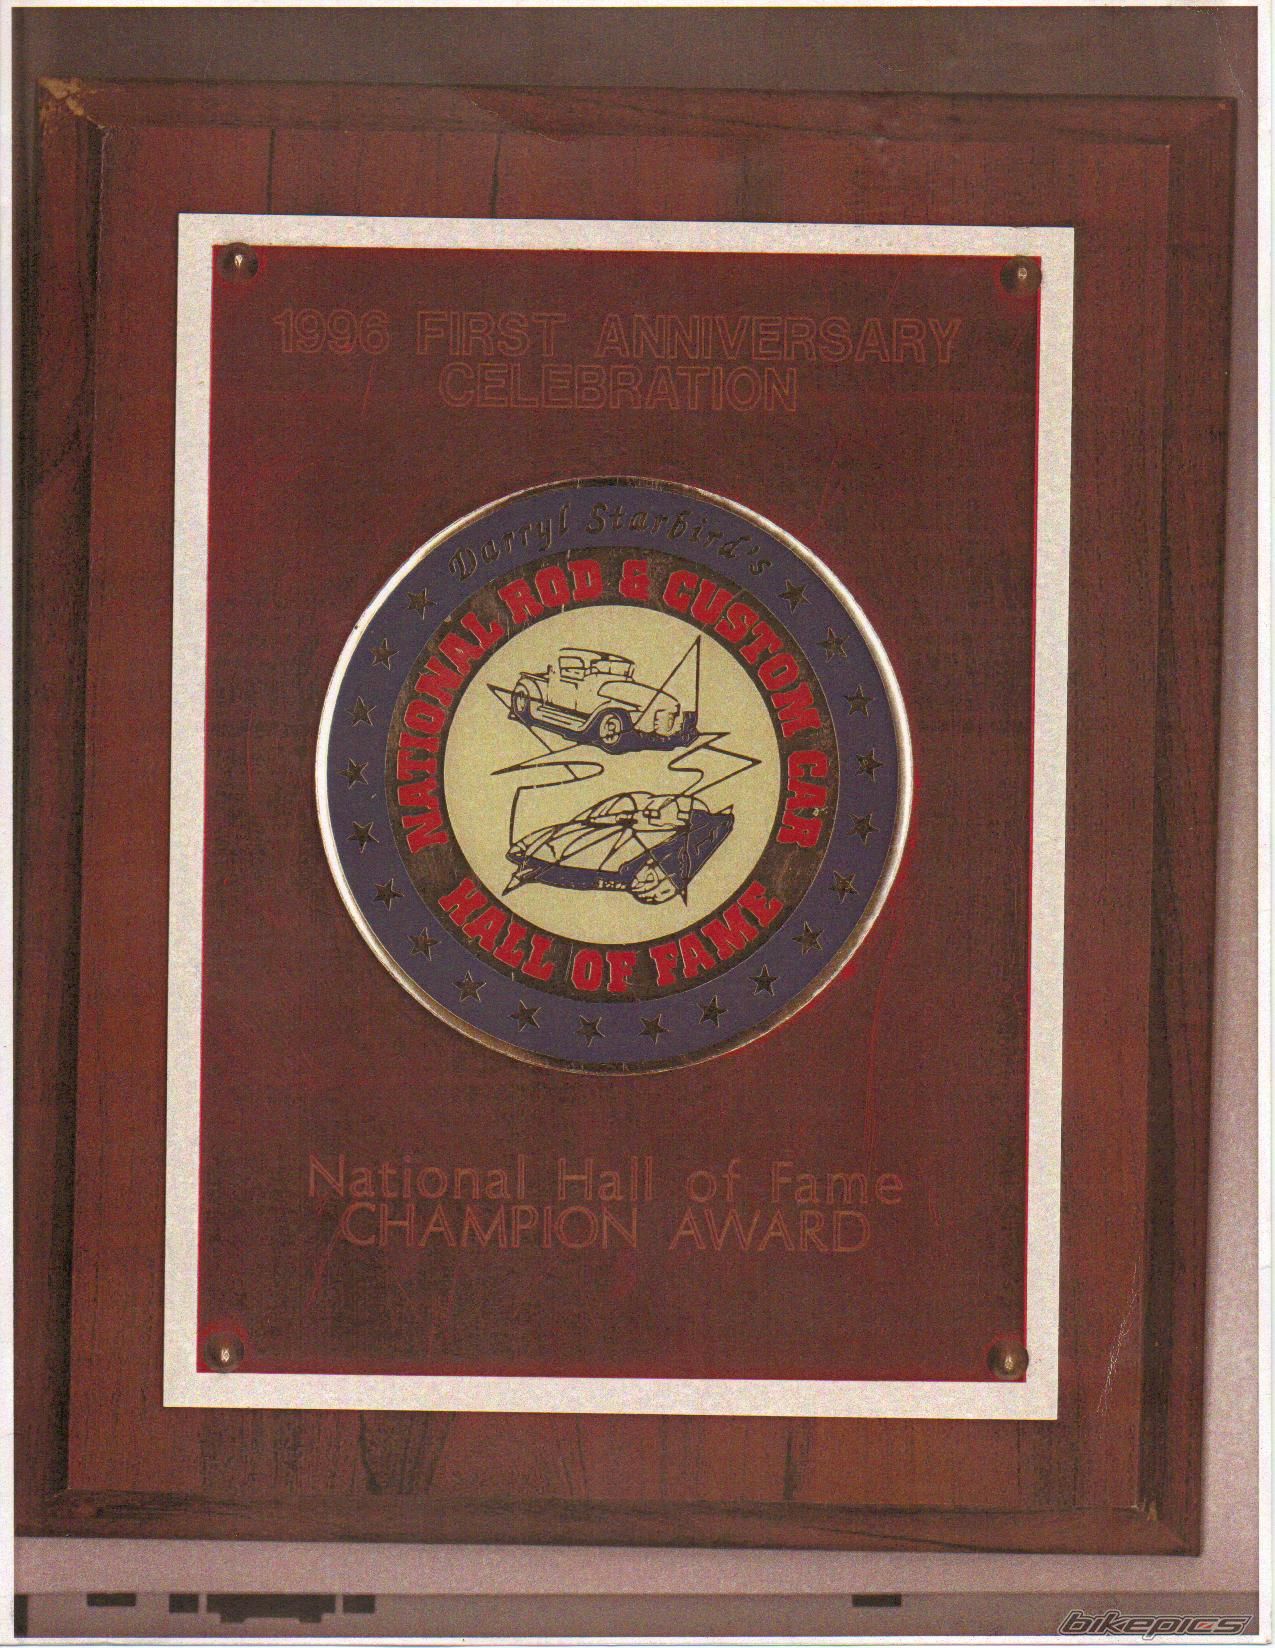 1996 FIRST ANNIVERSARY
CELEBRATION
Darryl Starbird's
NATIONAL ROD & CUSTOM CAR
HALL OF FAME
National Hall of Fame
CHAMPION AWARD
bikepics